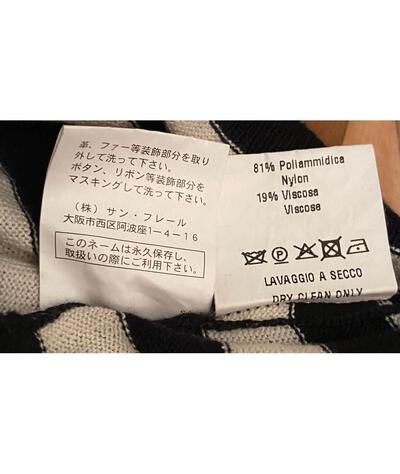 革、ファー等装飾部分を取り
外して洗って下さい。
ボタン、リボン等装飾部分を
マスキングして洗って下さい。
（株）サン・フレール
大阪市西区阿波座1-4-16
このネームは永久保存し、
取扱いの際にご利用下さい。
81% Poliammidica
Nylon
19% Viscosa
Viscose
P
LAVAGGIO A SECCO
DRY CLEAN ONLY